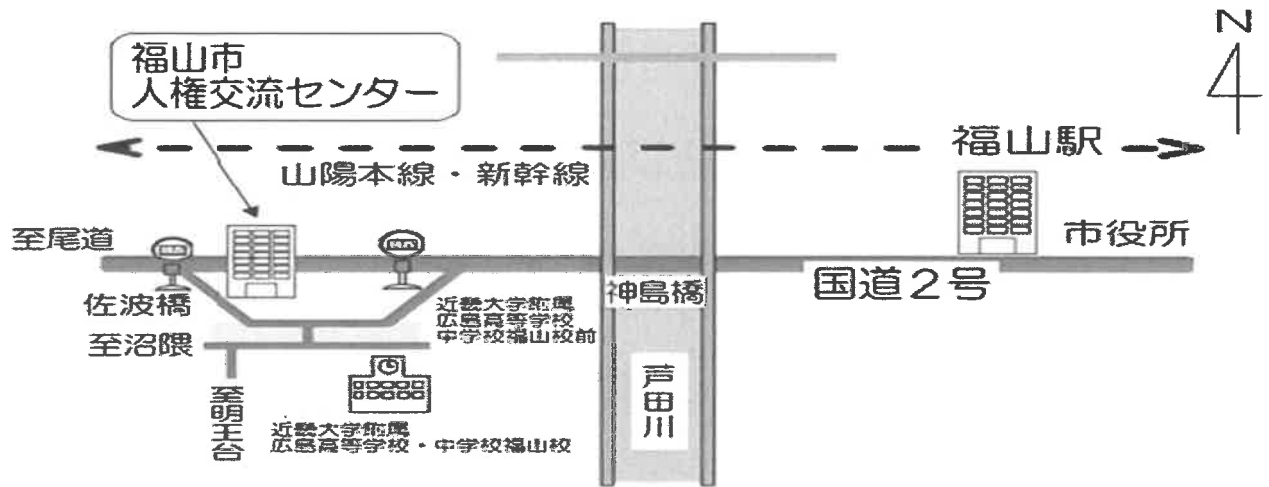 N
福山市
人権交流センター
福山駅
山陽本線・新幹線
至尾道
市役所
国道2号
神島橋
佐波橋
近畿大学附属
広島高等学校
中学校福山校前
至沼隈
芦田川
至明王台
近畿大学附属
広島高等学校・中学校福山校